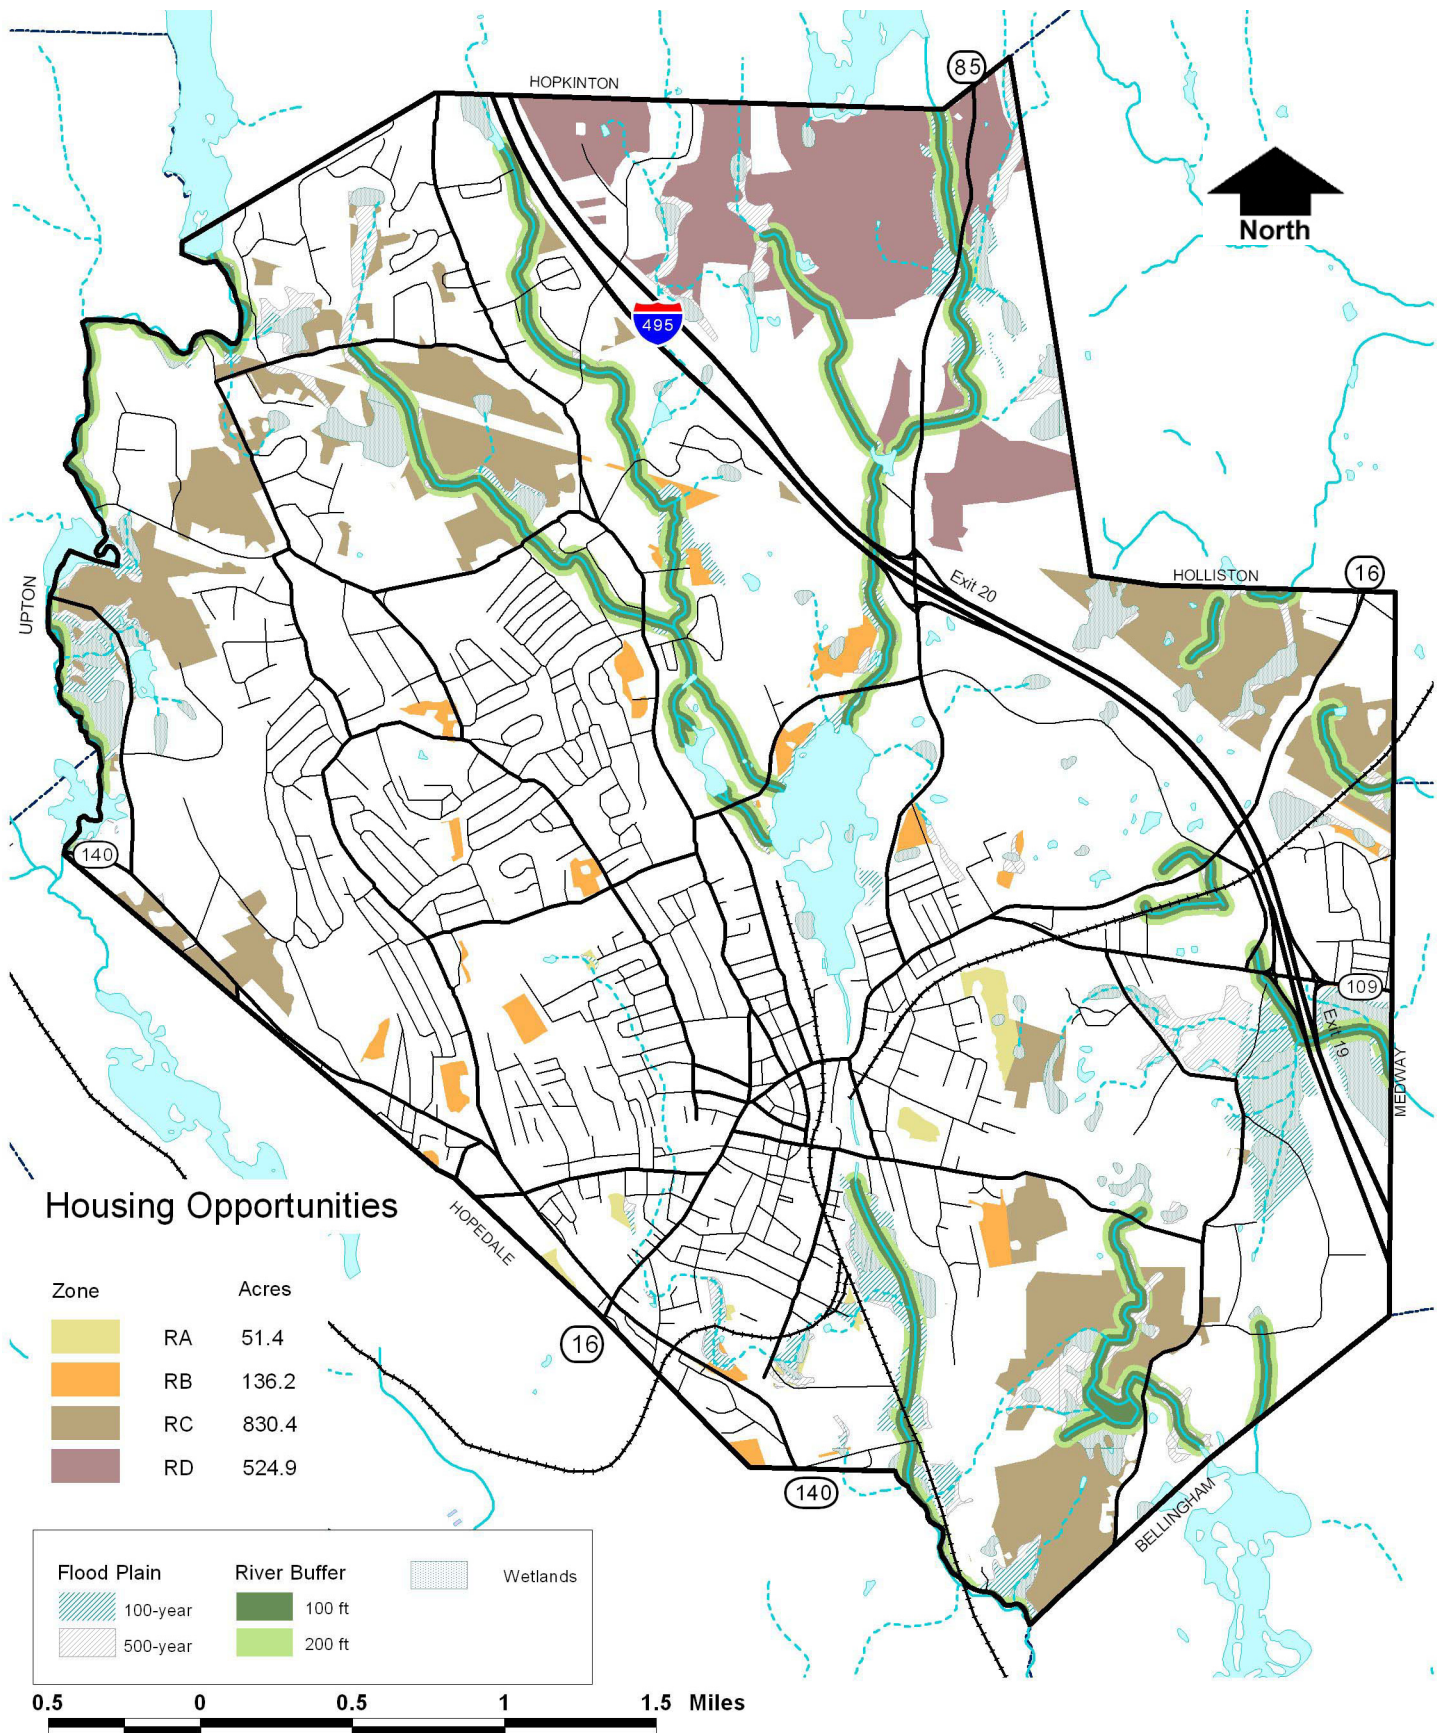 HOPKINTON
85
North
495
UPTON
Exit 20
HOLLISTON
16
140
109
Exit 19
MEDWAY
Housing Opportunities
HOPEDALE
Zone Acres
RA 51.4
RB 136.2
RC 830.4
RD 524.9
16
140
BELLINGHAM
Flood Plain River Buffer Wetlands
100-year 100 ft
500-year 200 ft
0.5 0 0.5 1 1.5 Miles